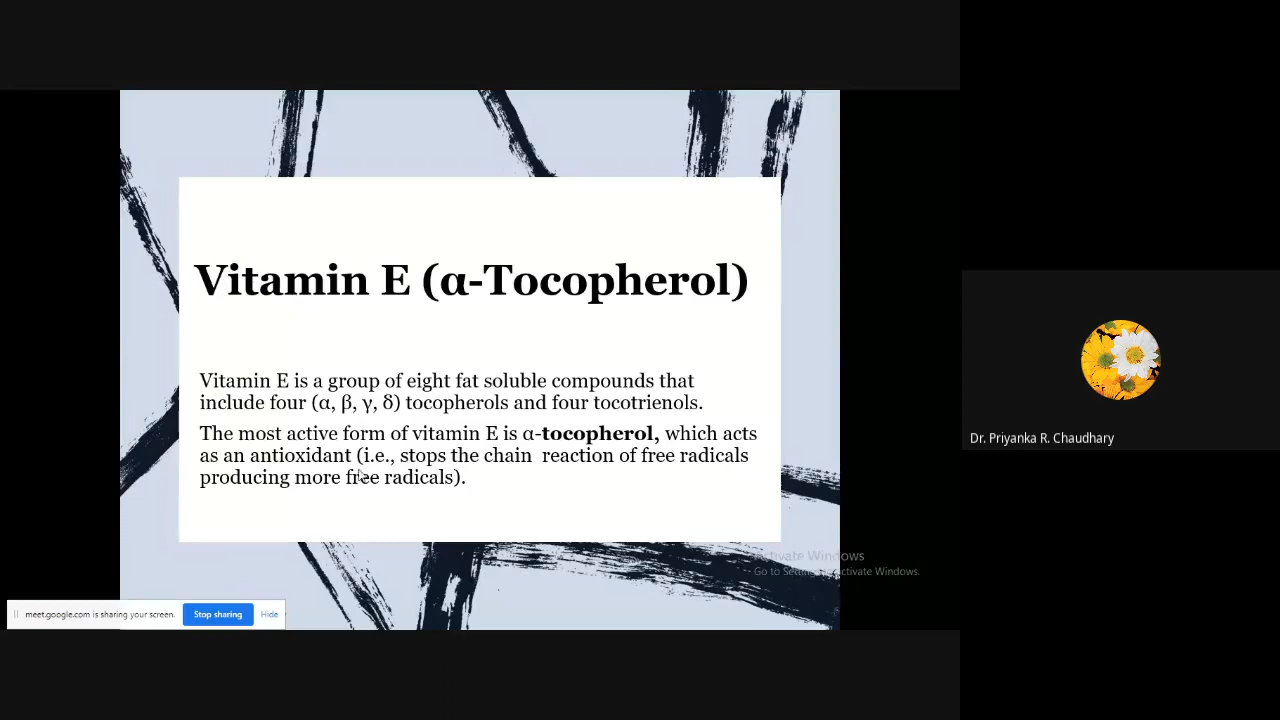 Vitamin E (α-Tocopherol)
Vitamin E is a group of eight fat soluble compounds that
include four (α, β, γ, δ) tocopherols and four tocotrienols.
The most active form of vitamin E is α-tocopherol, which acts
as an antioxidant (i.e., stops the chain reaction of free radicals
producing more free radicals).
Activate Windows
Go to Settings to activate Windows.
meet.google.com is sharing your screen.
Stop sharing
Hide
Dr. Priyanka R. Chaudhary